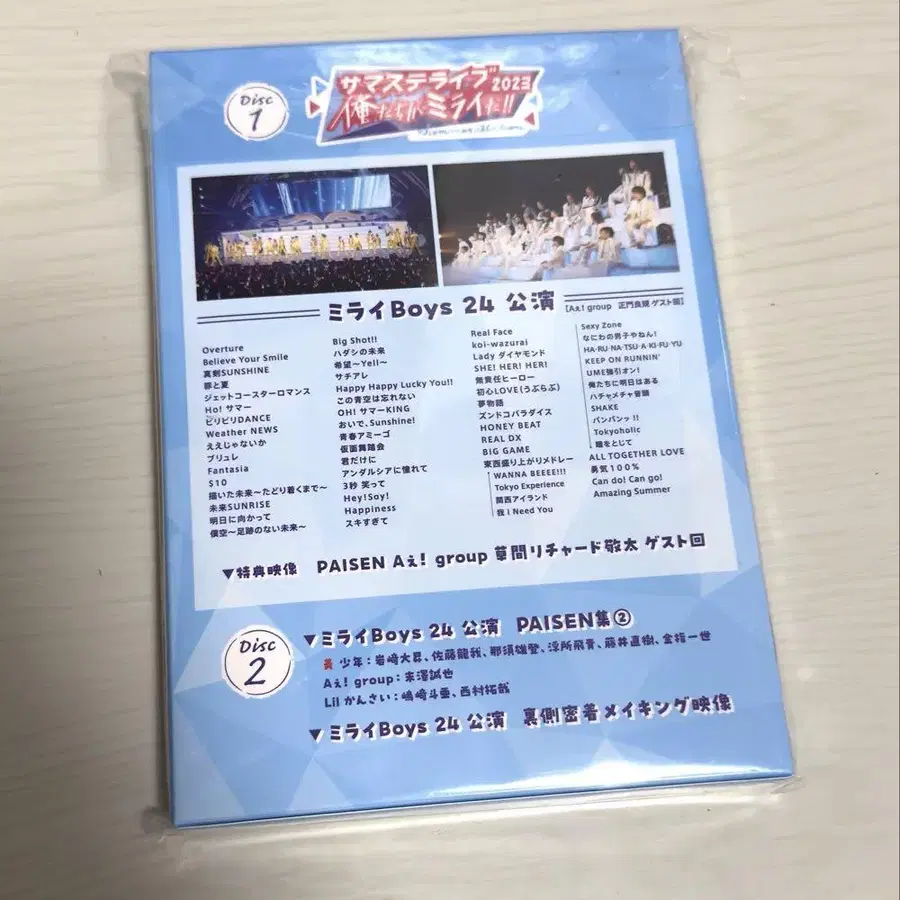 Disc
1
サマステライブ 2023
俺たちがミライだ!!
ミライBoys 24 公演
【Aぇ! group 正門良規 ゲスト回】
Overture
Believe Your Smile
真剣SUNSHINE
罪と夏
ジェットコースターロマンス
Ho! サマー
ビリビリDANCE
Weather NEWS
ええじゃないか
ブリュレ
Fantasia
$10
描いた未来〜たどり着くまで〜
未来SUNRISE
明日に向かって
僕空〜足跡のない未来〜
Big Shot!!
ハダシの未来
希望〜Yell〜
サチアレ
Happy Happy Lucky You!!
この青空は忘れない
OH! サマーKING
おいで、Sunshine!
青春アミーゴ
仮面舞踏会
君だけに
アンダルシアに憧れて
3秒 笑って
Hey!Soy!
Happiness
スキすぎて
Real Face
koi-wazurai
Lady ダイヤモンド
SHE! HER! HER!
無責任ヒーロー
初心LOVE(うぶらぶ)
夢物語
ズンドコパラダイス
HONEY BEAT
REAL DX
BIG GAME
東西盛り上がりメドレー
WANNA BEEEE!!!
Tokyo Experience
関西アイランド
我 I Need You
Sexy Zone
なにわの男子やねん!
HA-RU-NA-TSU-A-KI-FU-YU
KEEP ON RUNNIN'
UME強引オン!
俺たちに明日はある
ハチャメチャ音頭
SHAKE
バンバンッ!!
Tokyoholic
瞳をとじて
ALL TOGETHER LOVE
勇気100%
Can do! Can go!
Amazing Summer
▼特典映像 PAISEN Aぇ! group 草間リチャード敬太 ゲスト回
Disc
2
▼ミライBoys 24 公演 PAISEN集②
美 少年：岩﨑大昇、佐藤龍我、那須雄登、浮所飛貴、藤井直樹、金指一世
Aぇ! group：末澤誠也
Lil かんさい：嶋﨑斗亜、西村拓哉
▼ミライBoys 24 公演 裏側密着メイキング映像